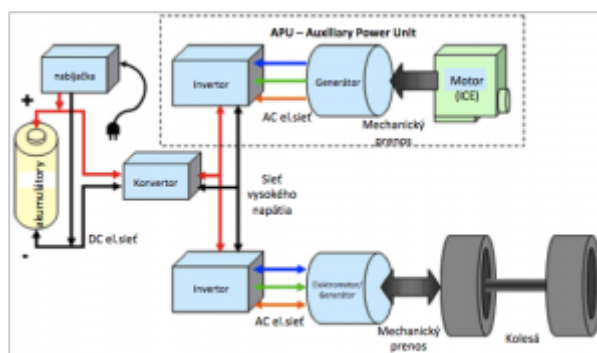 APU – Auxiliary Power Unit
nabíjačka
+
Invertor
Generátor
Motor
(ICE)
AC el.sieť
Mechanický
prenos
akumulátory
Konvertor
Sieť
vysokého
napätia
DC el.sieť
-
Invertor
Elektromotor/
Generátor
AC el.sieť
Mechanický
prenos
Kolesá